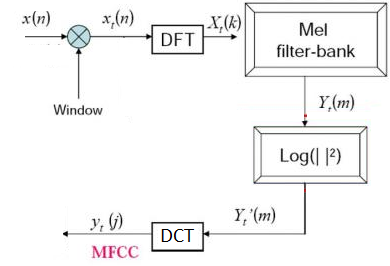 x(n)
x_t(n)
DFT
X_t(k)
Mel
filter-bank
Window
Y_t(m)
Log(| |²)
Y_t'(m)
DCT
y_t (j)
MFCC